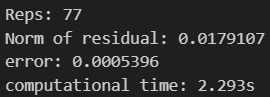 Reps: 77
Norm of residual: 0.0179107
error: 0.0005396
computational time: 2.293s